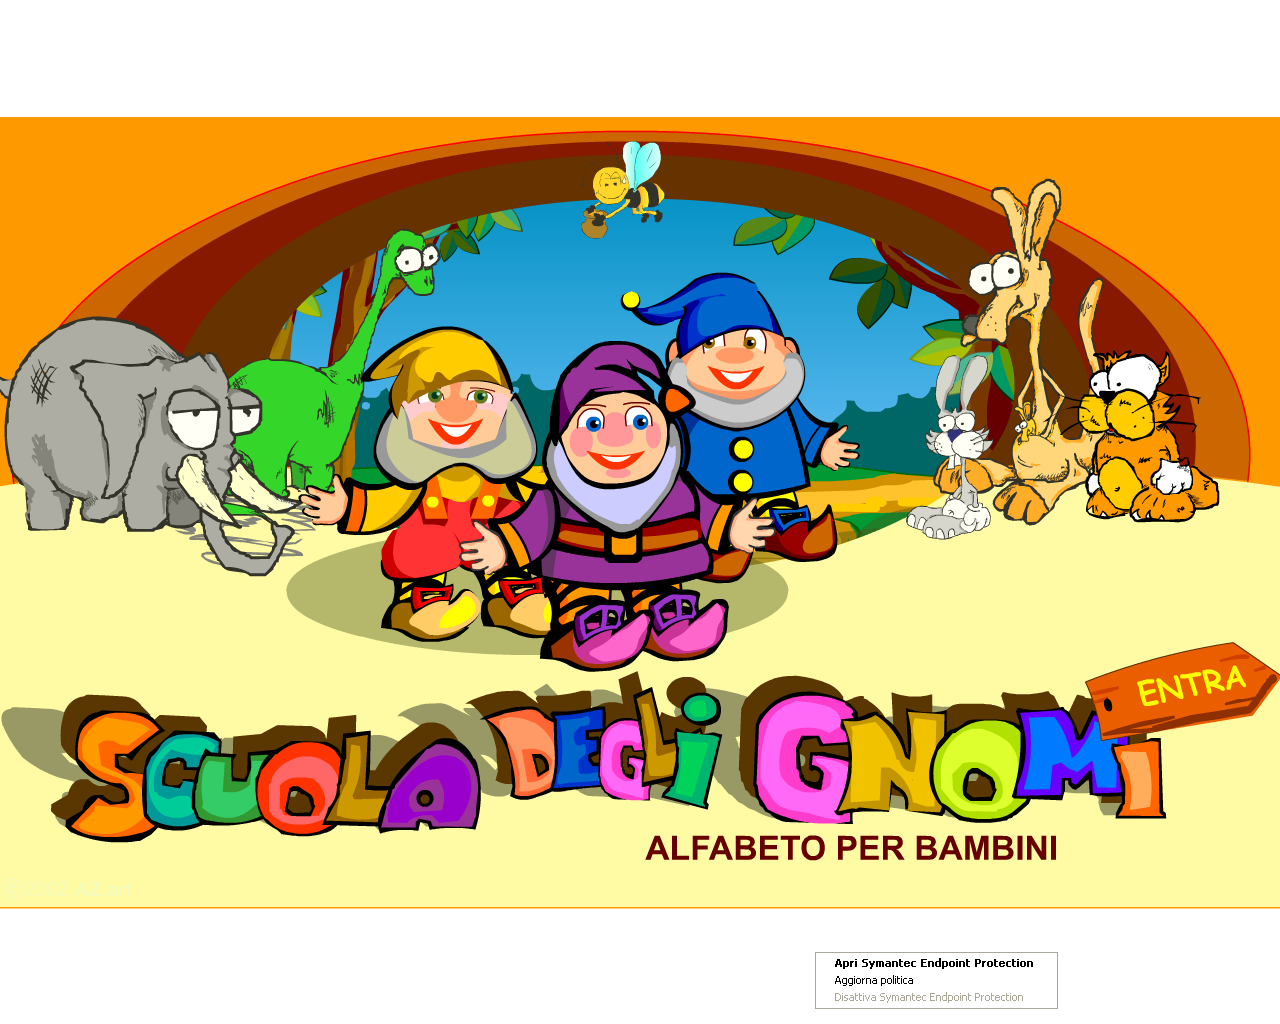 ENTRA
SCUOLA DEGLI GNOMI
ALFABETO PER BAMBINI
Apri Symantec Endpoint Protection
Aggiorna politica
Disattiva Symantec Endpoint Protection